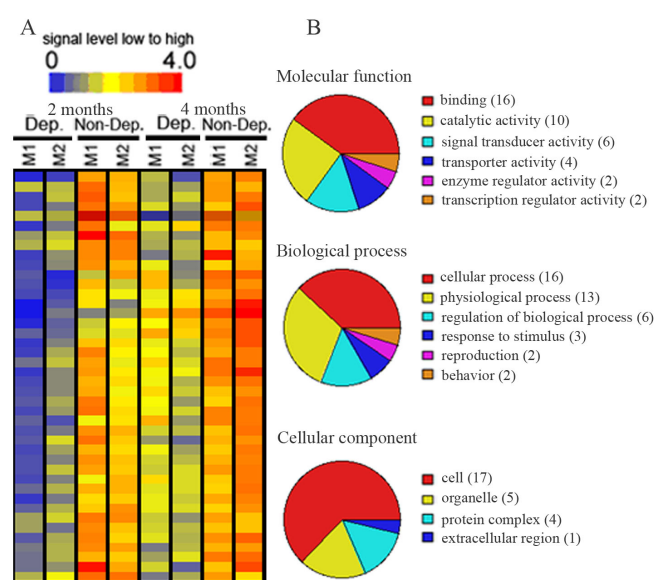 A
signal level low to high
0 4.0
2 months 4 months
Dep. Non-Dep. Dep. Non-Dep.
M1 M2 M1 M2 M1 M2 M1 M2
B
Molecular function
binding (16)
catalytic activity (10)
signal transducer activity (6)
transporter activity (4)
enzyme regulator activity (2)
transcription regulator activity (2)
Biological process
cellular process (16)
physiological process (13)
regulation of biological process (6)
response to stimulus (3)
reproduction (2)
behavior (2)
Cellular component
cell (17)
organelle (5)
protein complex (4)
extracellular region (1)